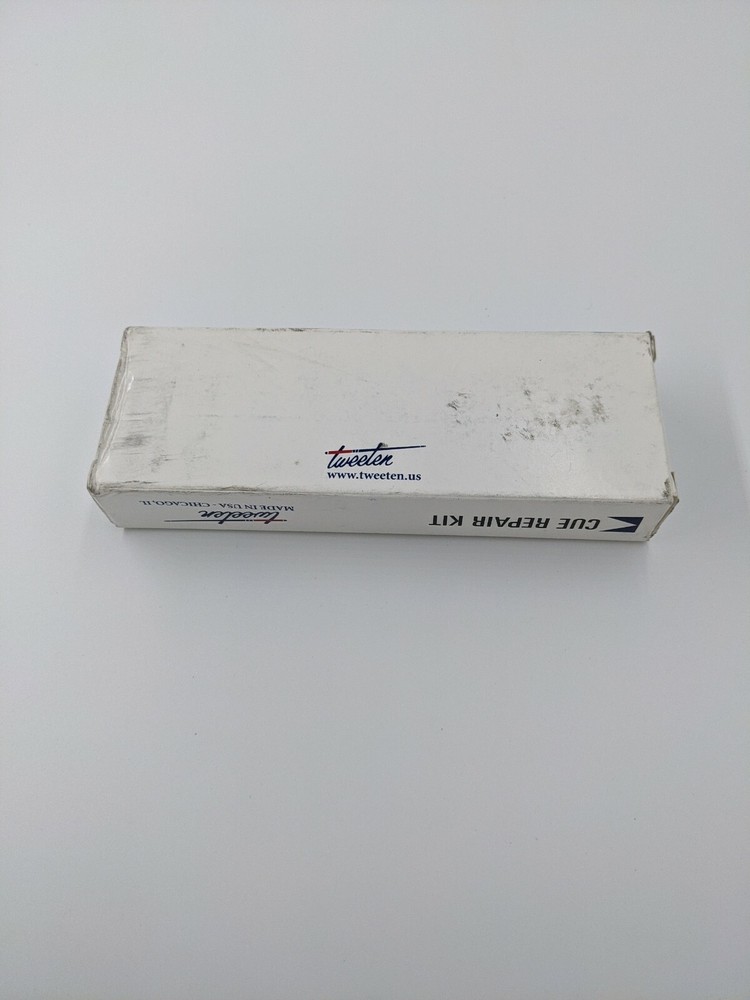 tweeten
www.tweeten.us
CUE REPAIR KIT
tweeten
MADE IN USA - CHICAGO, IL